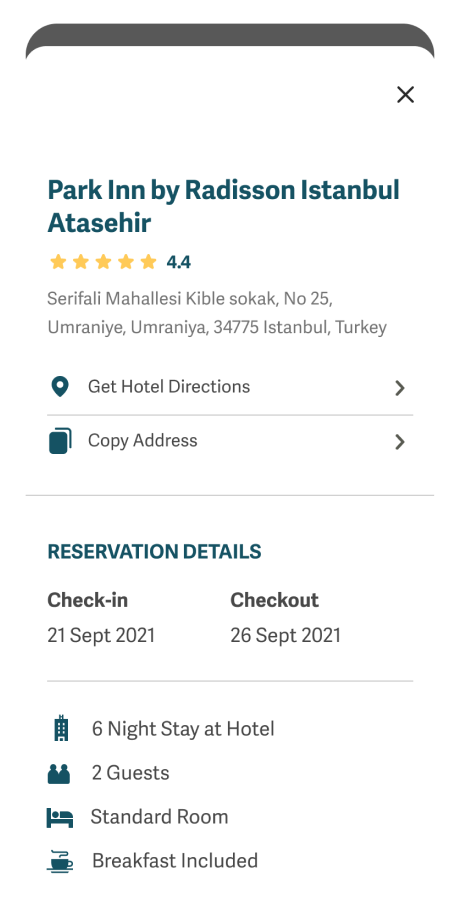 Park Inn by Radisson Istanbul
Atasehir
4.4
Serifali Mahallesi Kible sokak, No 25,
Umraniye, Umraniya, 34775 Istanbul, Turkey
Get Hotel Directions
Copy Address
RESERVATION DETAILS
Check-in Checkout
21 Sept 2021 26 Sept 2021
6 Night Stay at Hotel
2 Guests
Standard Room
Breakfast Included